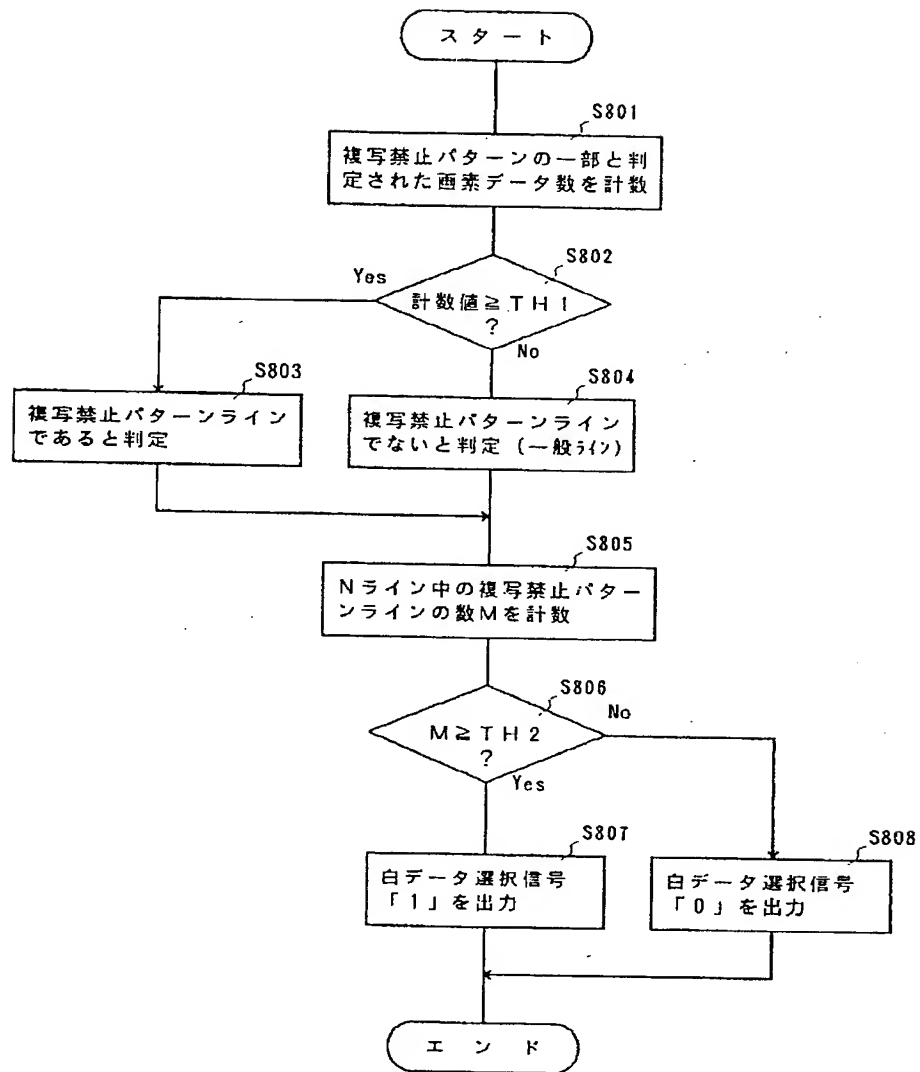 スタート
S801
複写禁止パターンの一部と判
定された画素データ数を計数
S802
Yes
計数値≧TH1
?
No
S803
複写禁止パターンライン
であると判定
S804
複写禁止パターンライン
でないと判定(一般ライン)
S805
Nライン中の複写禁止パター
ンラインの数Mを計数
S806
No
M≧TH2
?
Yes
S807
白データ選択信号
「1」を出力
S808
白データ選択信号
「0」を出力
エンド